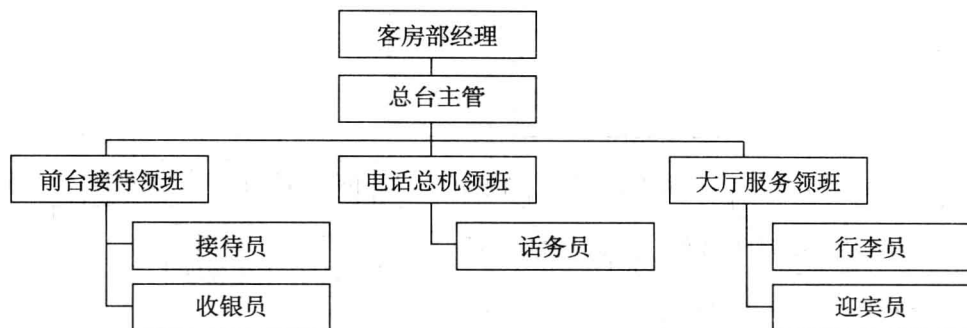 客房部经理
总台主管
前台接待领班
电话总机领班
大厅服务领班
接待员
话务员
行李员
收银员
迎宾员